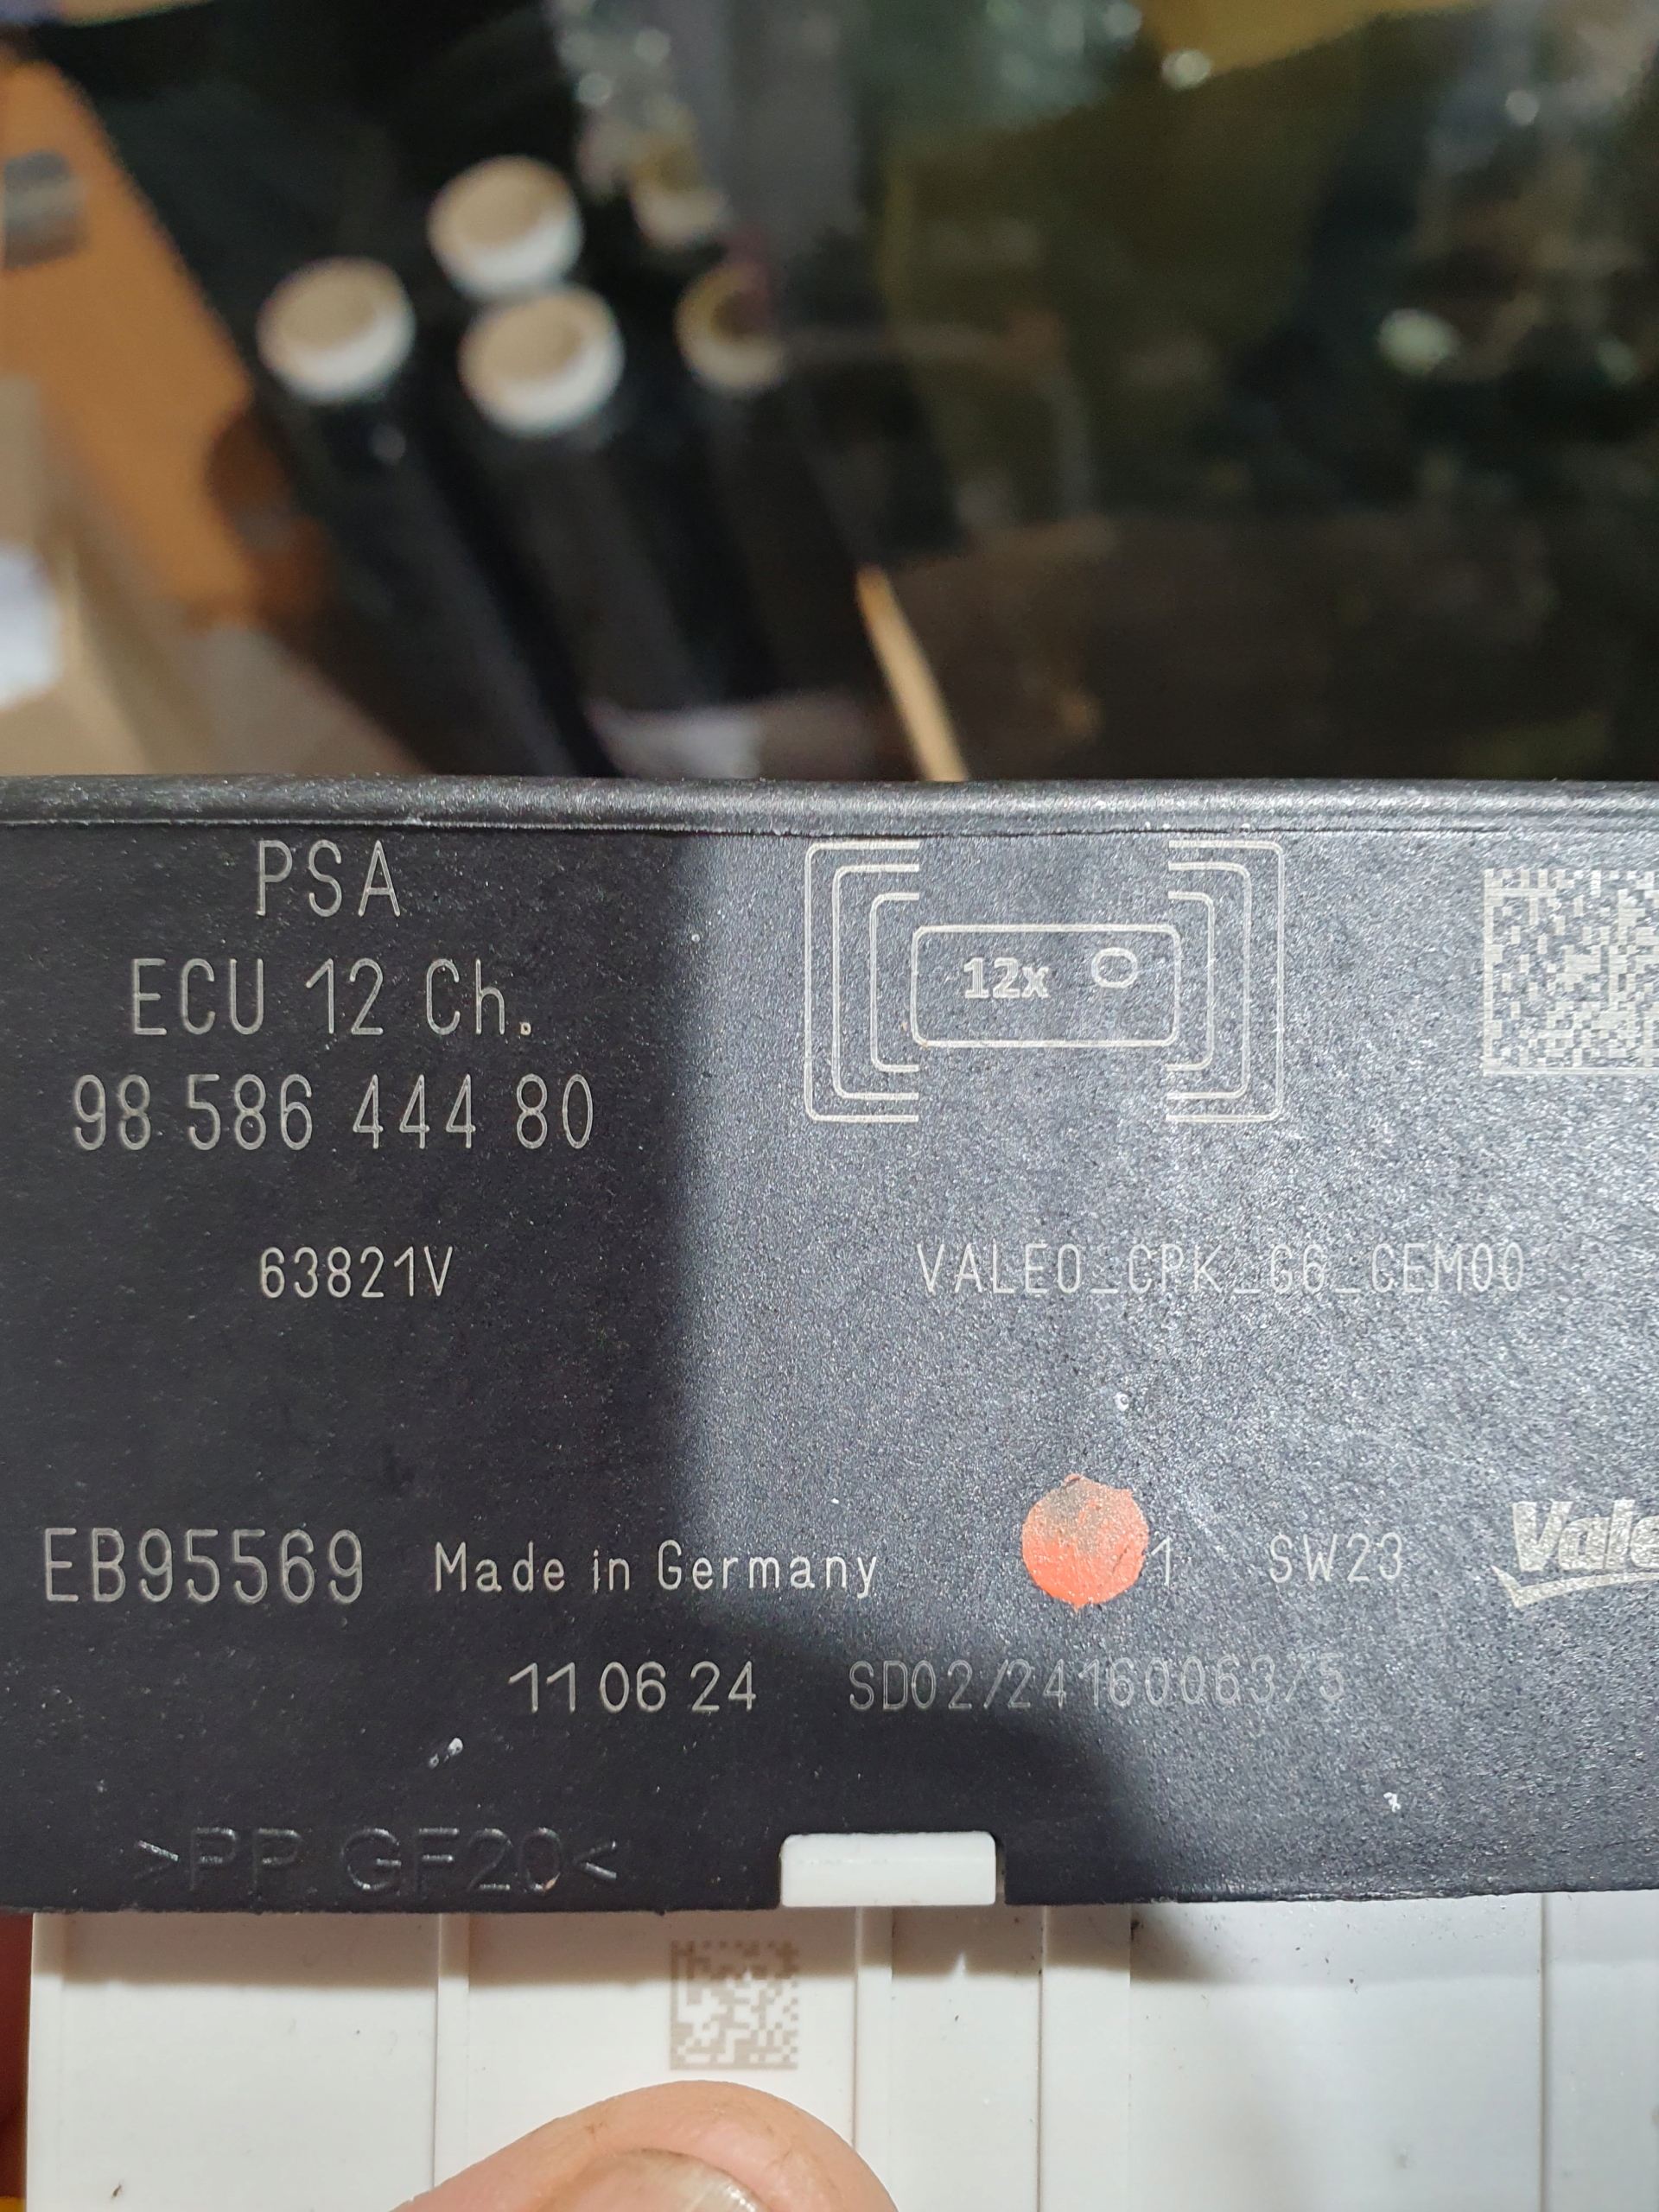 PSA
ECU 12 Ch.
98 586 444 80
12x
63821V
VALEO_CPK_G6_GEM00
EB95569 Made in Germany 1 SW23
11 06 24 SD02/24160063/5
>PP GF20<